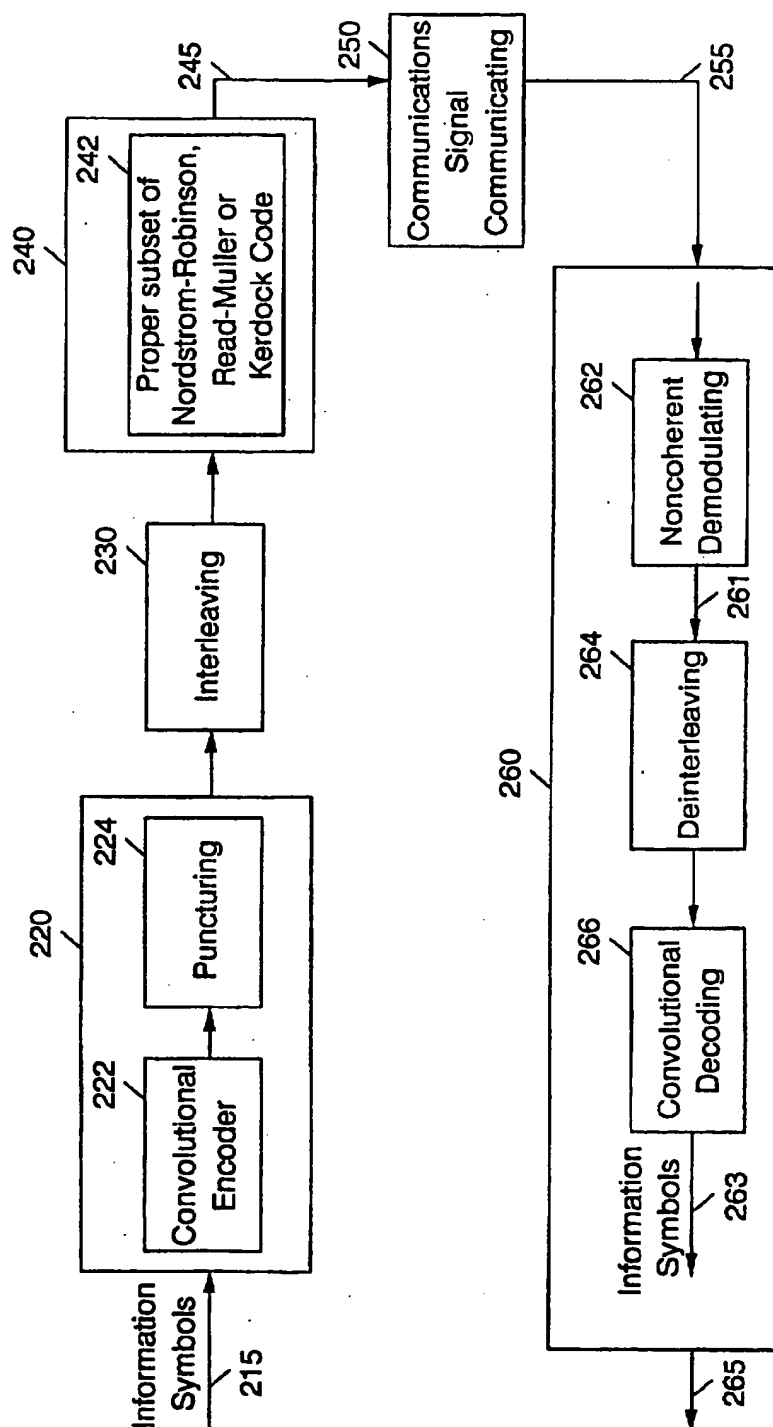 Information
Symbols
215
220
222
Convolutional
Encoder
224
Puncturing
230
Interleaving
240
242
Proper subset of
Nordstrom-Robinson,
Read-Muller or
Kerdock Code
245
250
Communications
Signal
Communicating
255
260
262
Noncoherent
Demodulating
261
264
Deinterleaving
266
Convolutional
Decoding
Information
Symbols
263
265